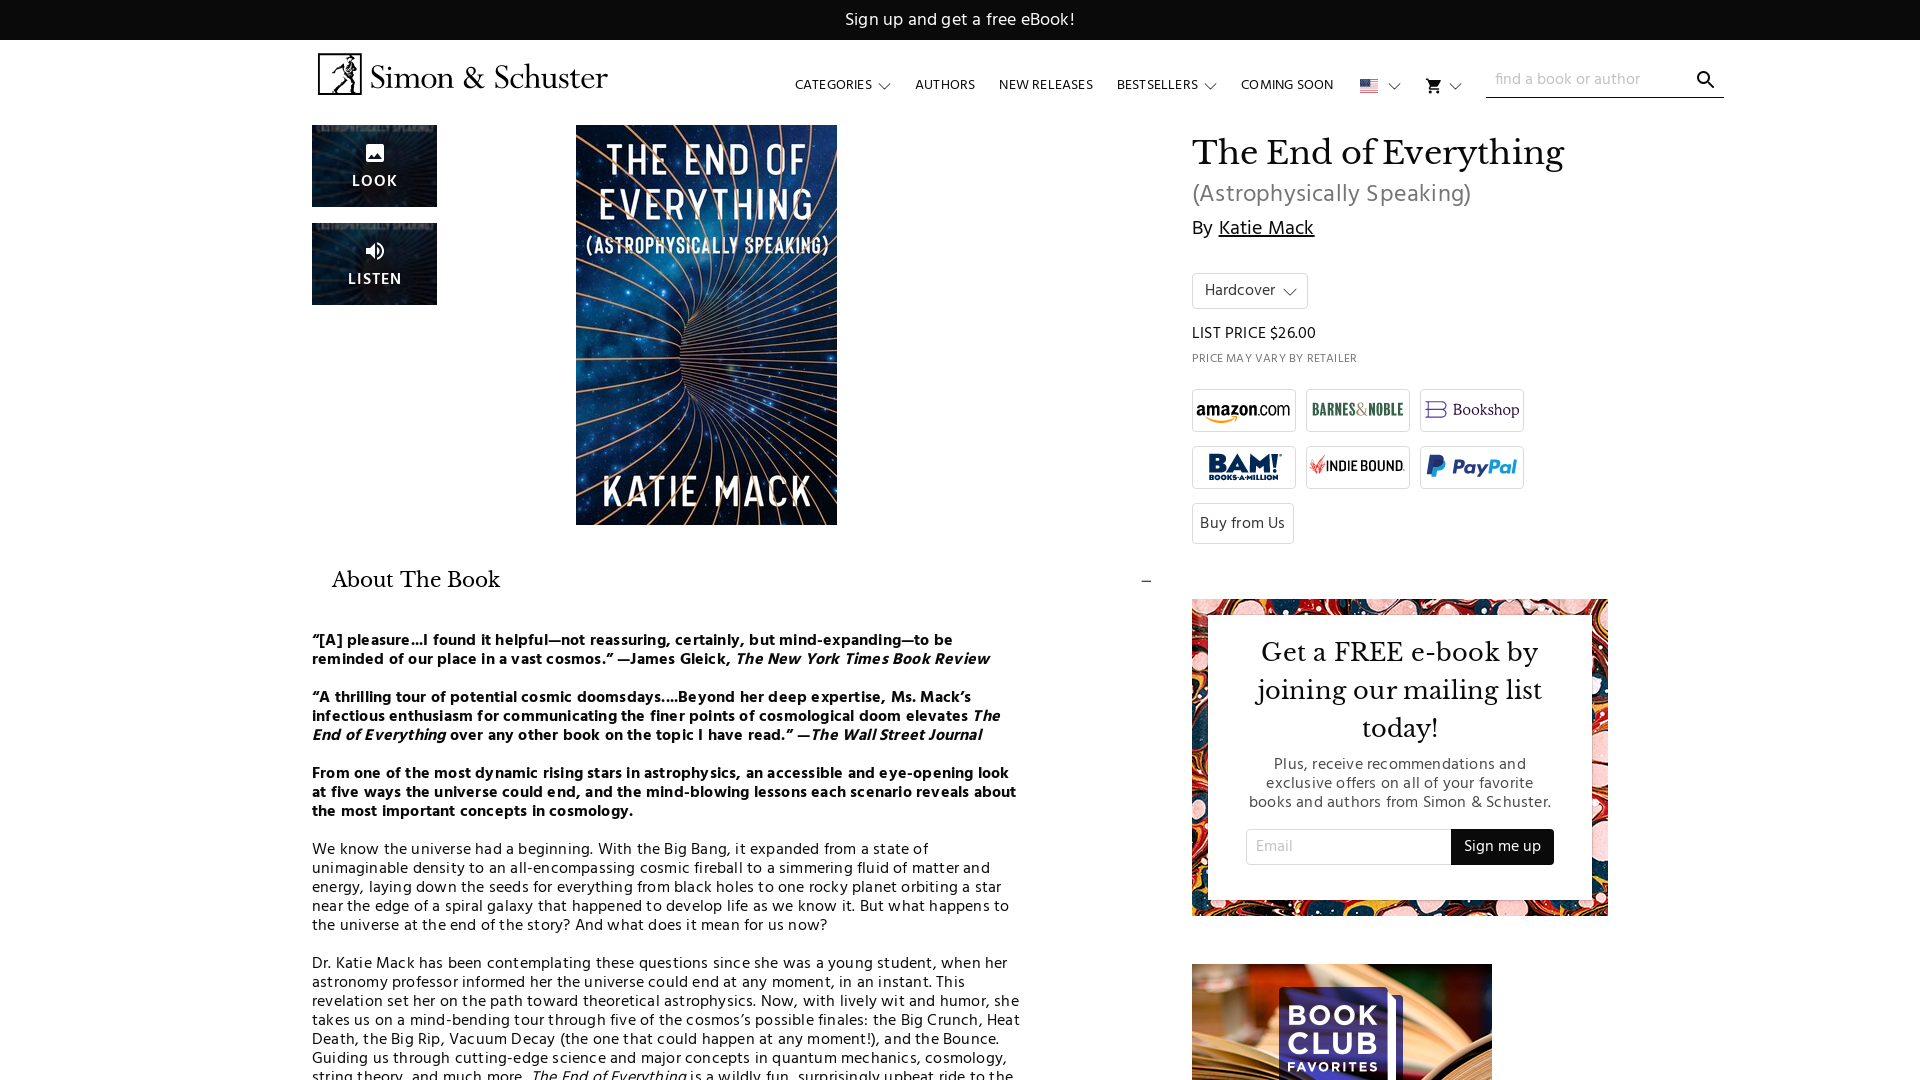 Sign up and get a free eBook!
Simon & Schuster
CATEGORIES
AUTHORS
NEW RELEASES
BESTSELLERS
COMING SOON
find a book or author
LOOK
LISTEN
THE END OF
EVERYTHING
(ASTROPHYSICALLY SPEAKING)
KATIE MACK
The End of Everything
(Astrophysically Speaking)
By Katie Mack
Hardcover
LIST PRICE $26.00
PRICE MAY VARY BY RETAILER
amazon.com
BARNES&NOBLE
Bookshop
BAM!
BOOKS-A-MILLION
INDIE BOUND
PayPal
Buy from Us
About The Book
“[A] pleasure...I found it helpful—not reassuring, certainly, but mind-expanding—to be
reminded of our place in a vast cosmos.” —James Gleick, The New York Times Book Review
“A thrilling tour of potential cosmic doomsdays....Beyond her deep expertise, Ms. Mack’s
infectious enthusiasm for communicating the finer points of cosmological doom elevates The
End of Everything over any other book on the topic I have read.” —The Wall Street Journal
From one of the most dynamic rising stars in astrophysics, an accessible and eye-opening look
at five ways the universe could end, and the mind-blowing lessons each scenario reveals about
the most important concepts in cosmology.
We know the universe had a beginning. With the Big Bang, it expanded from a state of
unimaginable density to an all-encompassing cosmic fireball to a simmering fluid of matter and
energy, laying down the seeds for everything from black holes to one rocky planet orbiting a star
near the edge of a spiral galaxy that happened to develop life as we know it. But what happens to
the universe at the end of the story? And what does it mean for us now?
Dr. Katie Mack has been contemplating these questions since she was a young student, when her
astronomy professor informed her the universe could end at any moment, in an instant. This
revelation set her on the path toward theoretical astrophysics. Now, with lively wit and humor, she
takes us on a mind-bending tour through five of the cosmos’s possible finales: the Big Crunch, Heat
Death, the Big Rip, Vacuum Decay (the one that could happen at any moment!), and the Bounce.
Guiding us through cutting-edge science and major concepts in quantum mechanics, cosmology,
string theory, and much more, The End of Everything is a wildly fun, surprisingly upbeat ride to the
Get a FREE e-book by
joining our mailing list
today!
Plus, receive recommendations and
exclusive offers on all of your favorite
books and authors from Simon & Schuster.
Email
Sign me up
BOOK
CLUB
FAVORITES